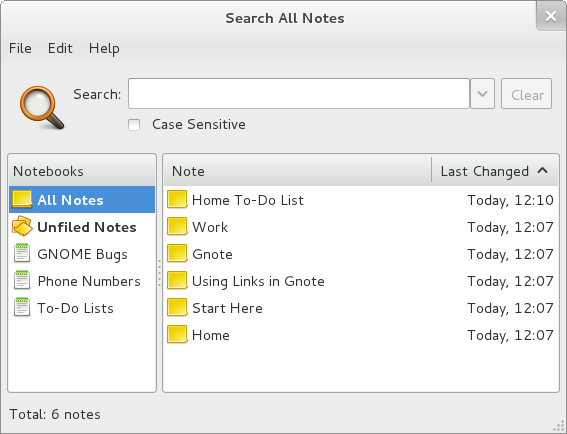 Search All Notes
File Edit Help
Search: Clear
Case Sensitive
Notebooks Note Last Changed
All Notes Home To-Do List Today, 12:10
Unfiled Notes Work Today, 12:07
GNOME Bugs Gnote Today, 12:07
Phone Numbers Using Links in Gnote Today, 12:07
To-Do Lists Start Here Today, 12:07
Home Today, 12:07
Total: 6 notes